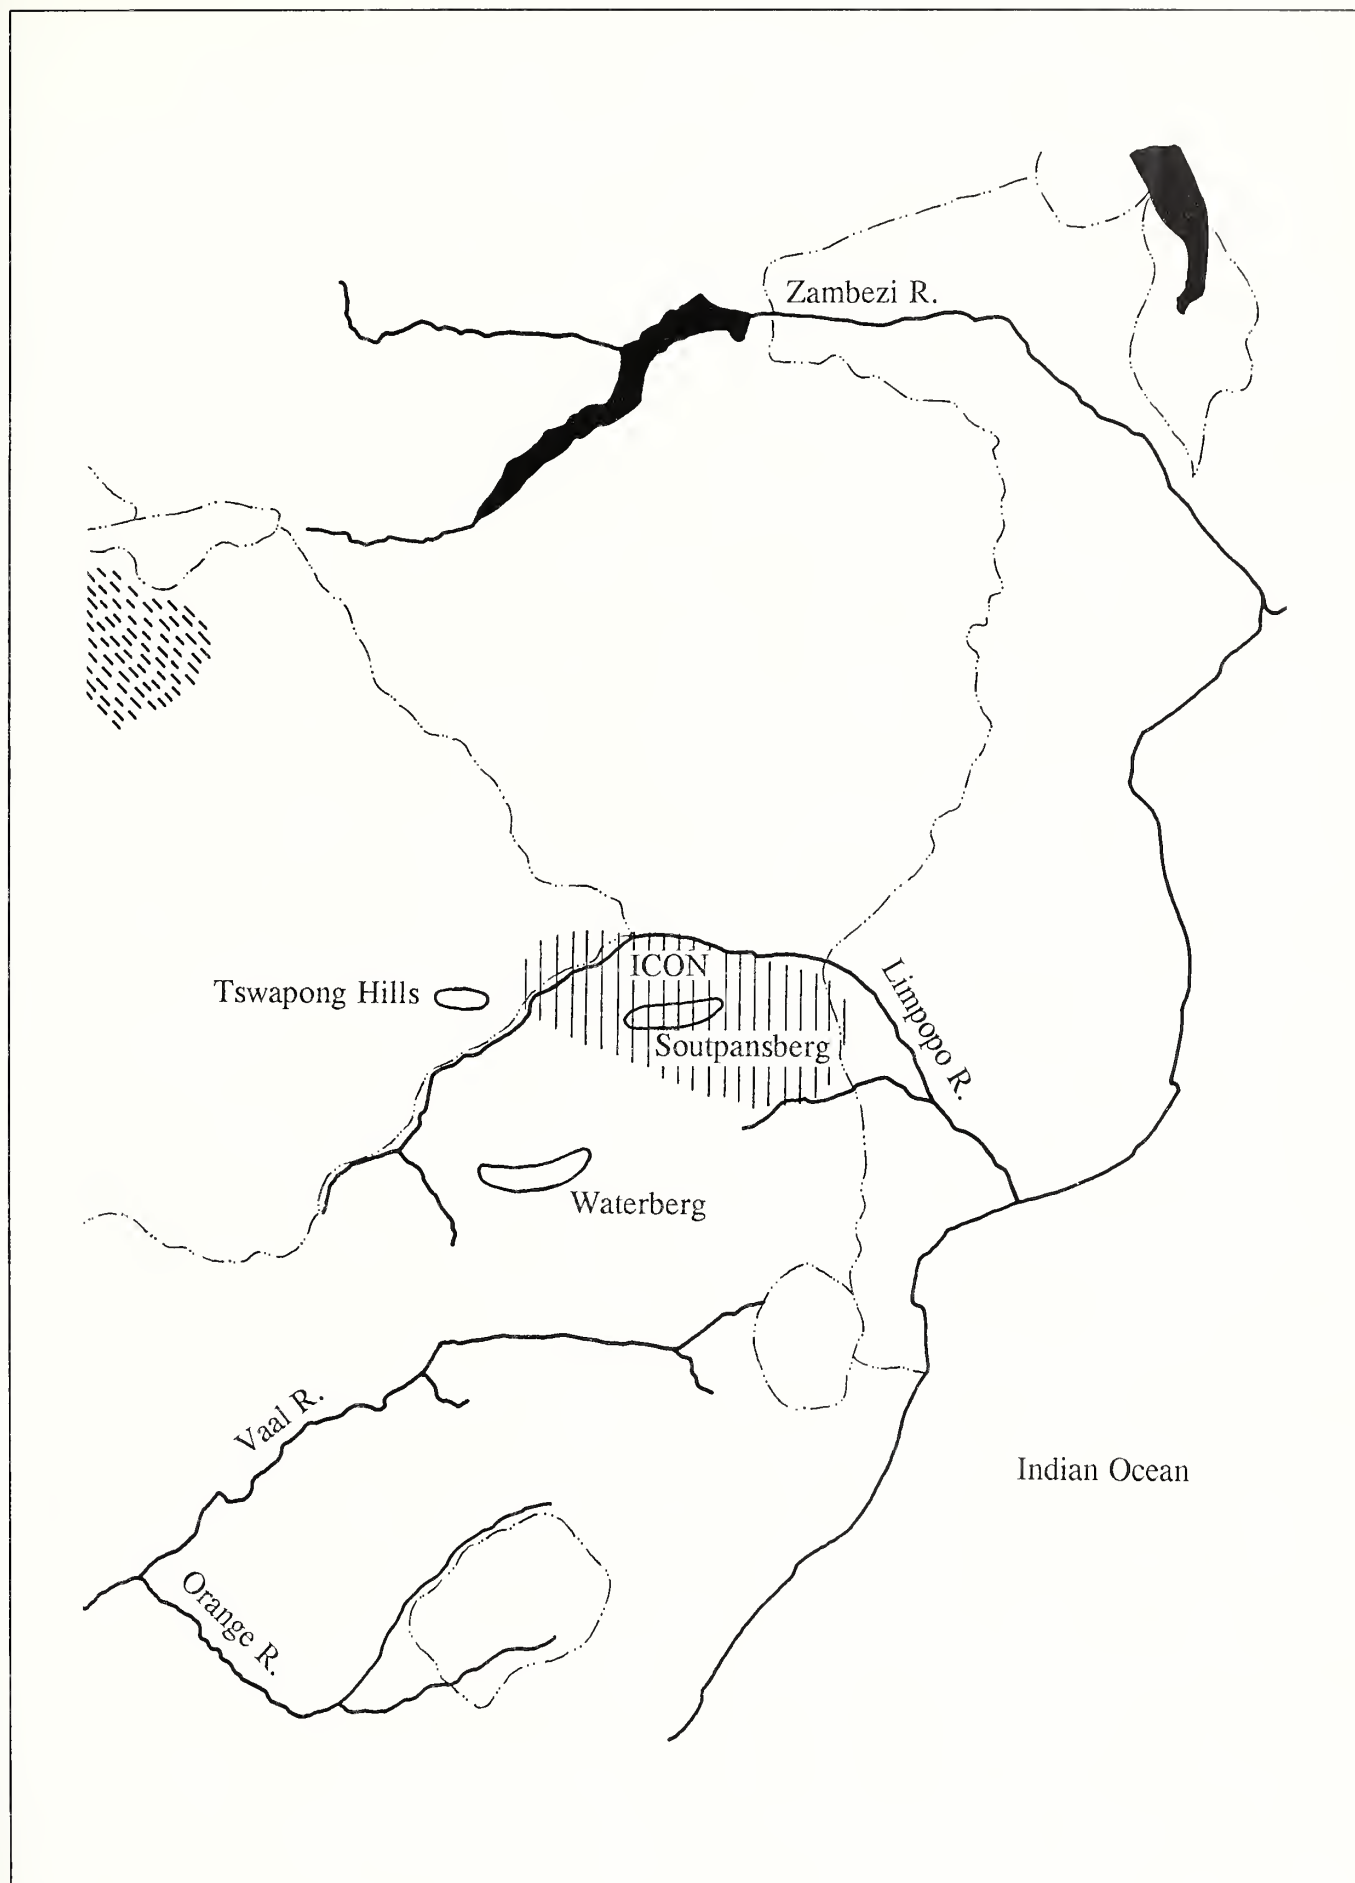 Zambezi R.
ICON
Tswapong Hills
Limpopo R.
Soutpansberg
Waterberg
Vaal R.
Indian Ocean
Orange R.